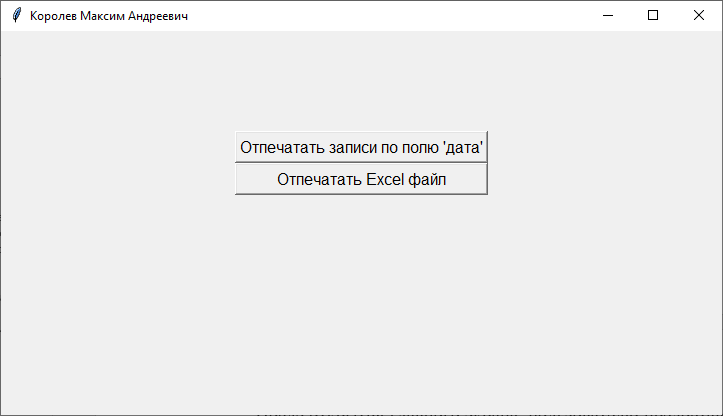 Королев Максим Андреевич
Отпечатать записи по полю 'дата'
Отпечатать Excel файл